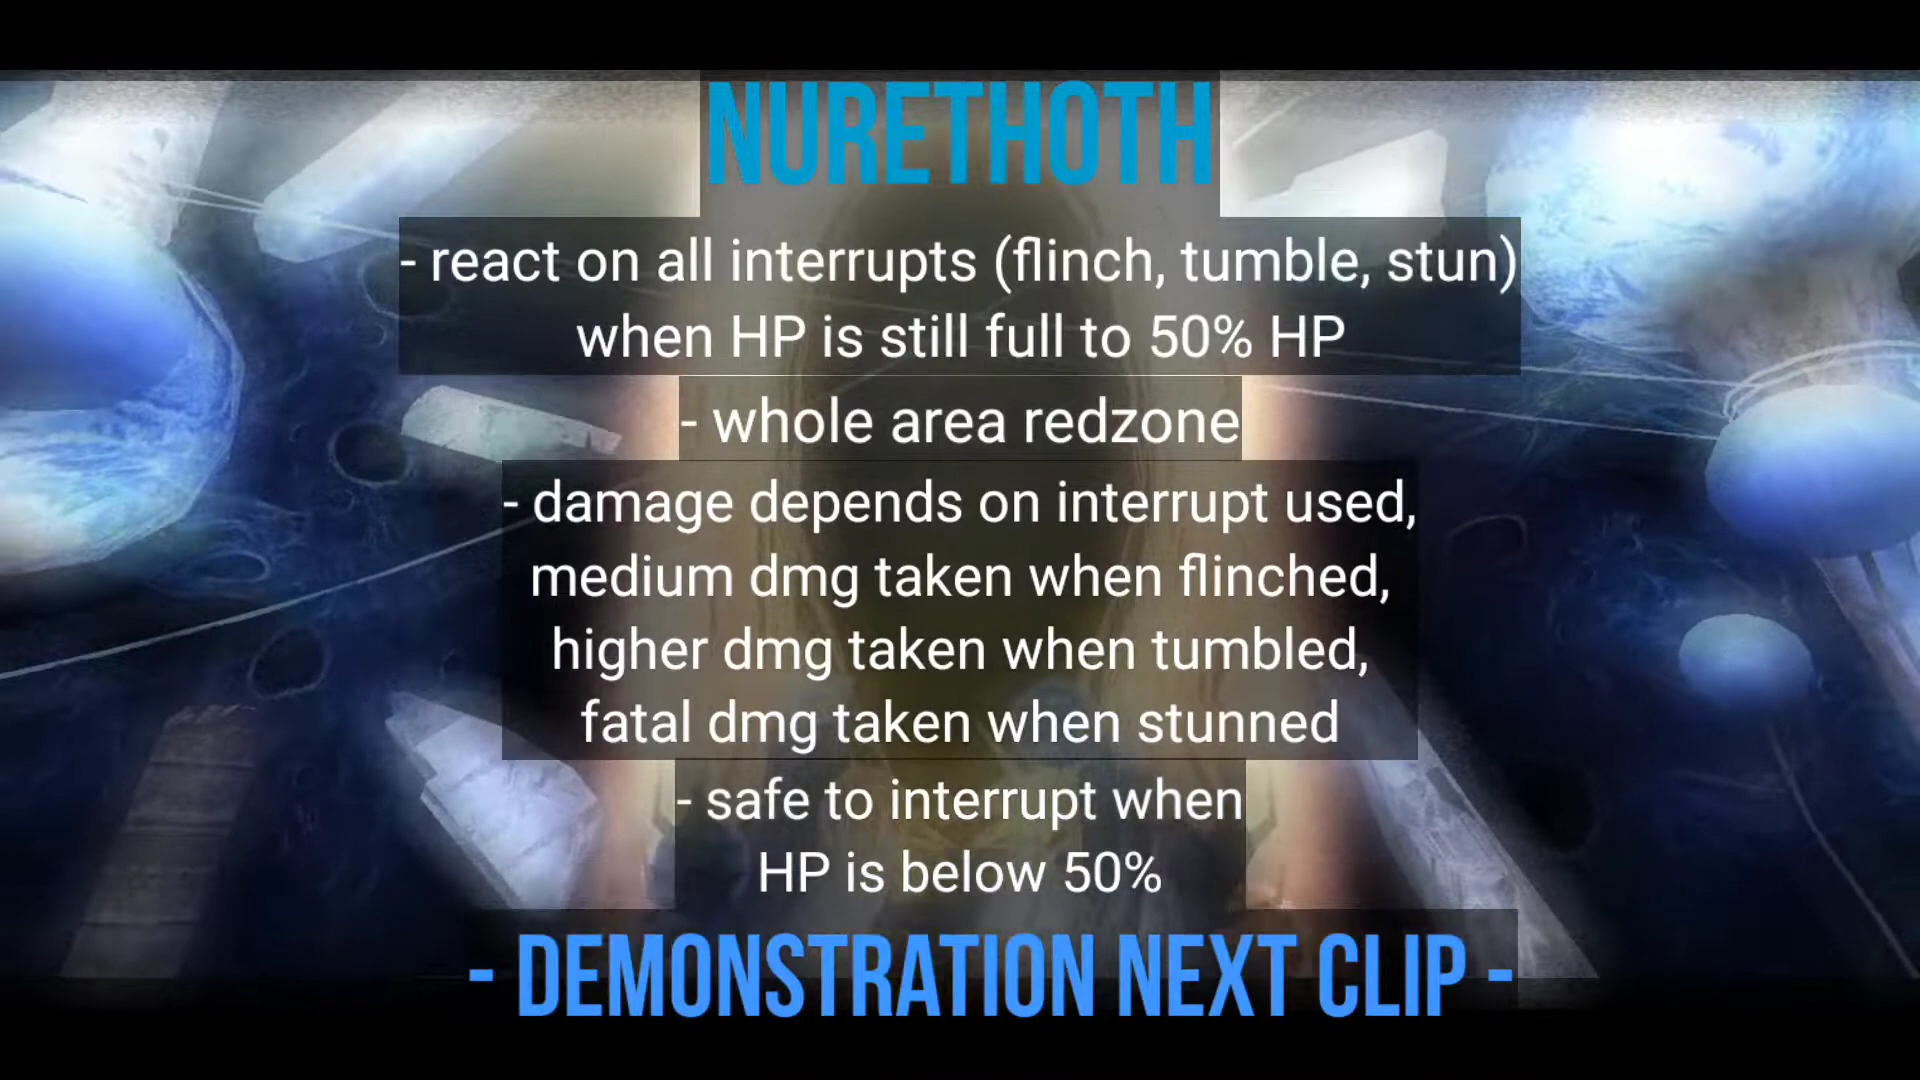 NURETHOTH
- react on all interrupts (flinch, tumble, stun)
when HP is still full to 50% HP
- whole area redzone
- damage depends on interrupt used,
medium dmg taken when flinched,
higher dmg taken when tumbled,
fatal dmg taken when stunned
- safe to interrupt when
HP is below 50%
- DEMONSTRATION NEXT CLIP -